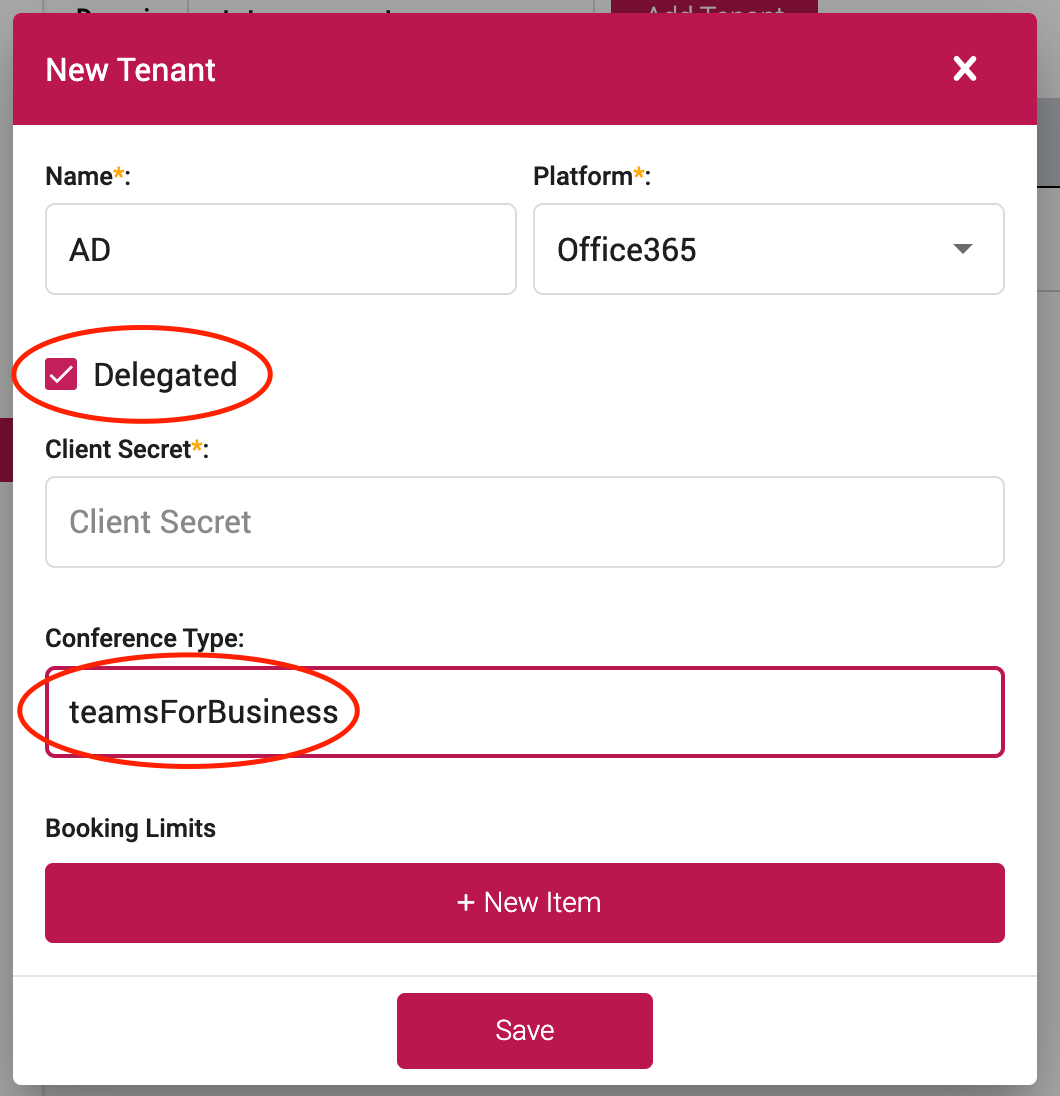 Add Tenant
New Tenant
Name*:
Platform*:
AD
Office365
Delegated
Client Secret*:
Client Secret
Conference Type:
teamsForBusiness
Booking Limits
+ New Item
Save